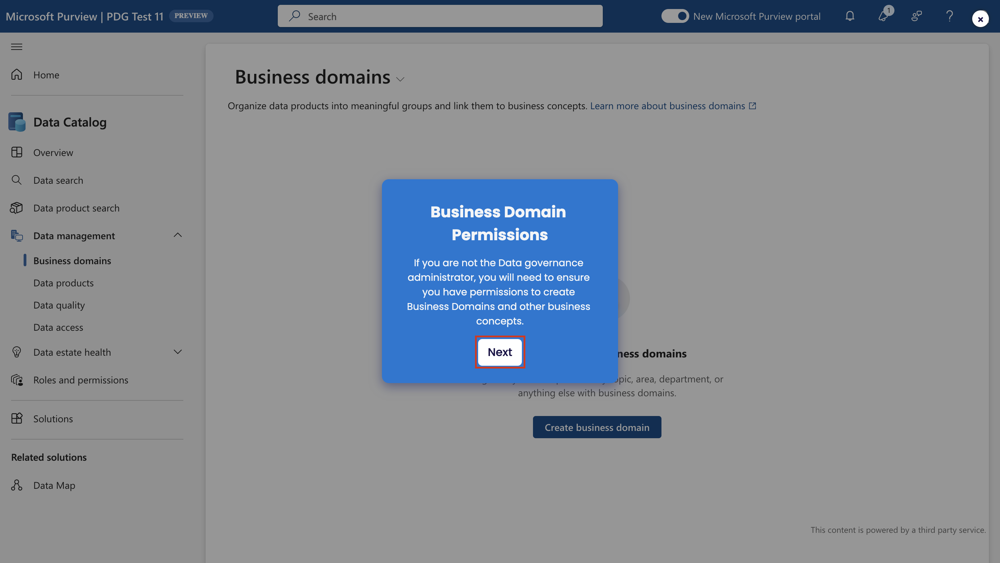 Microsoft Purview | PDG Test 11 PREVIEW
Search
New Microsoft Purview portal
1
Home
Data Catalog
Overview
Data search
Data product search
Data management
Business domains
Data products
Data quality
Data access
Data estate health
Roles and permissions
Solutions
Related solutions
Data Map
Business domains
Organize data products into meaningful groups and link them to business concepts. Learn more about business domains
Business Domain
Permissions
If you are not the Data governance
administrator, you will need to ensure
you have permissions to create
Business Domains and other business
concepts.
Next
ness domains
opic, area, department, or
anything else with business domains.
Create business domain
This content is powered by a third party service.